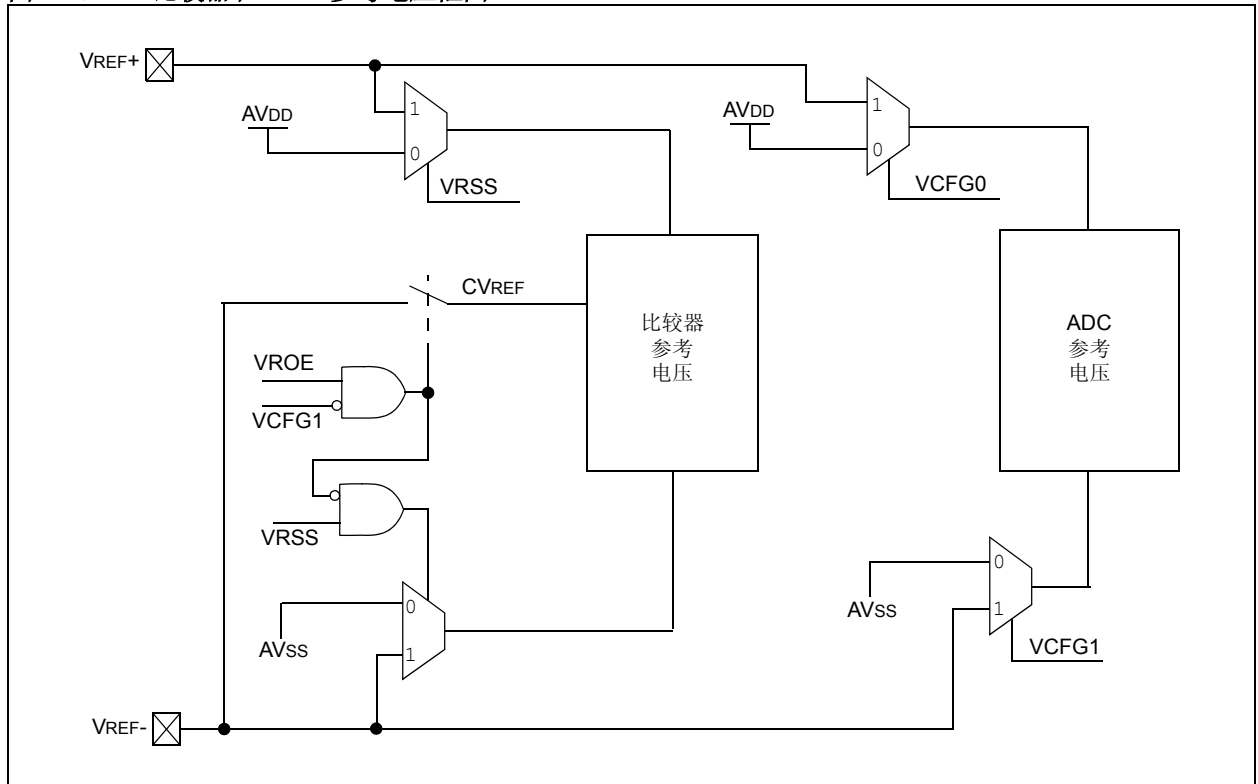 VREF+
AVDD
1
0
VRSS
AVDD
1
0
VCFG0
CVREF
比较器
参考
电压
ADC
参考
电压
VROE
VCFG1
VRSS
AVSS
0
1
AVSS
0
1
VCFG1
VREF-